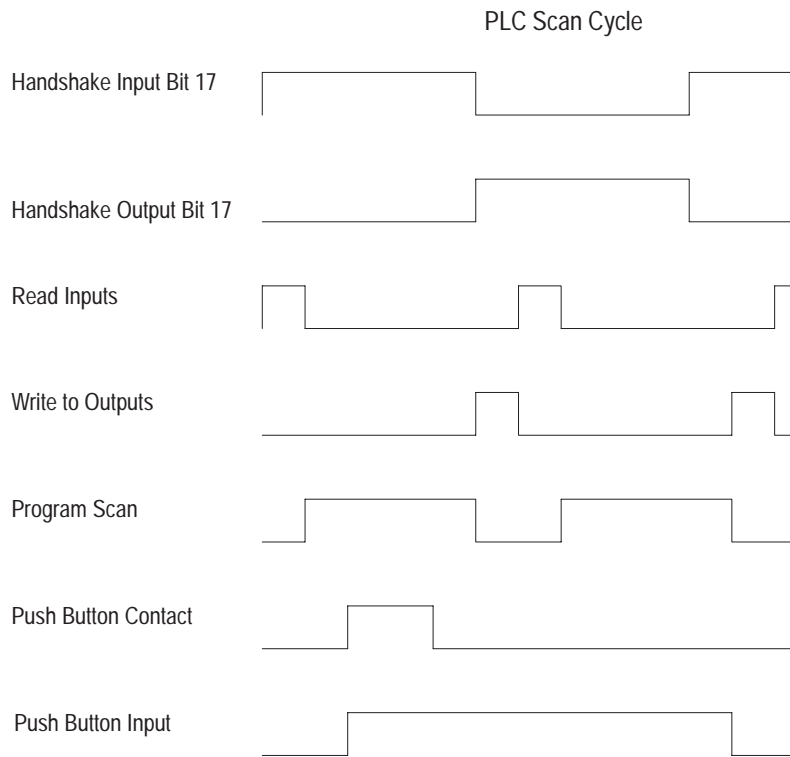 PLC Scan Cycle
Handshake Input Bit 17
Handshake Output Bit 17
Read Inputs
Write to Outputs
Program Scan
Push Button Contact
Push Button Input